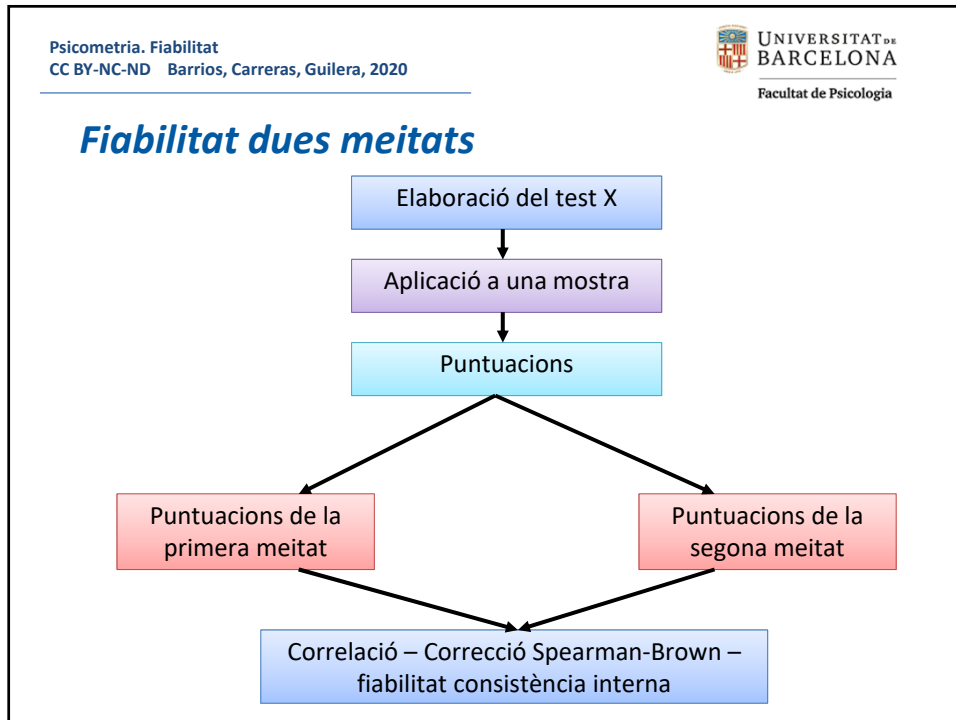 Psicometria. Fiabilitat
CC BY-NC-ND Barrios, Carreras, Guilera, 2020
UNIVERSITAT DE
BARCELONA
Facultat de Psicologia
Fiabilitat dues meitats
Elaboració del test X
Aplicació a una mostra
Puntuacions
Puntuacions de la
primera meitat
Puntuacions de la
segona meitat
Correlació – Correcció Spearman-Brown –
fiabilitat consistència interna